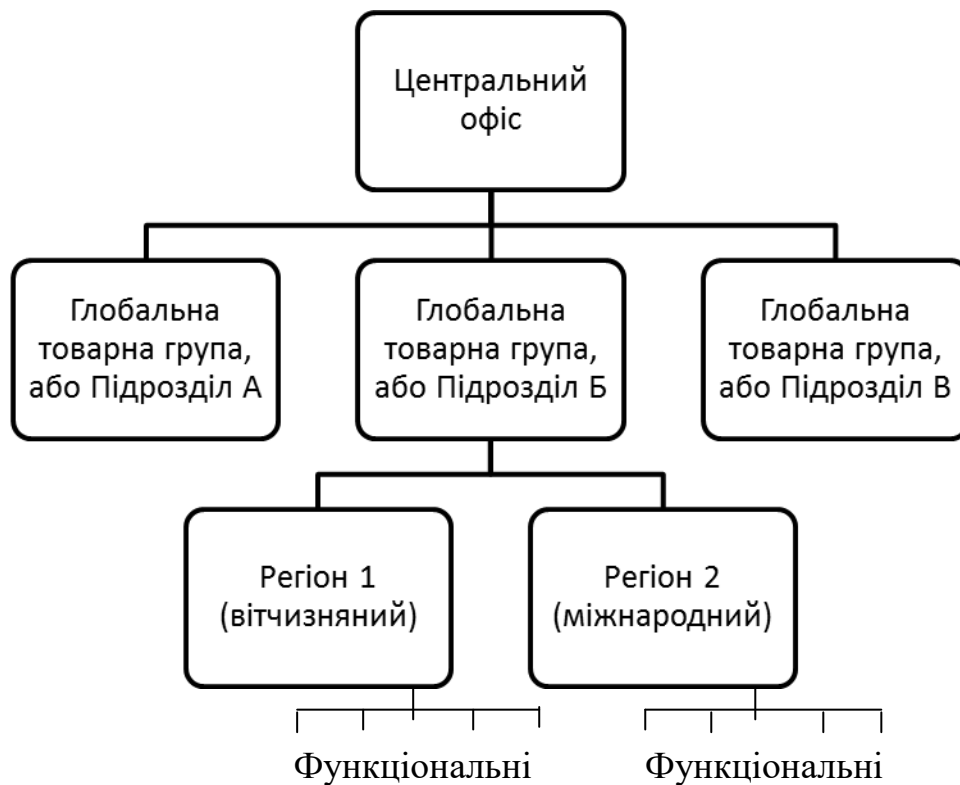 Центральний
офіс
Глобальна
товарна група,
або Підрозділ А
Глобальна
товарна група,
або Підрозділ Б
Глобальна
товарна група,
або Підрозділ В
Регіон 1
(вітчизняний)
Регіон 2
(міжнародний)
Функціональні
Функціональні